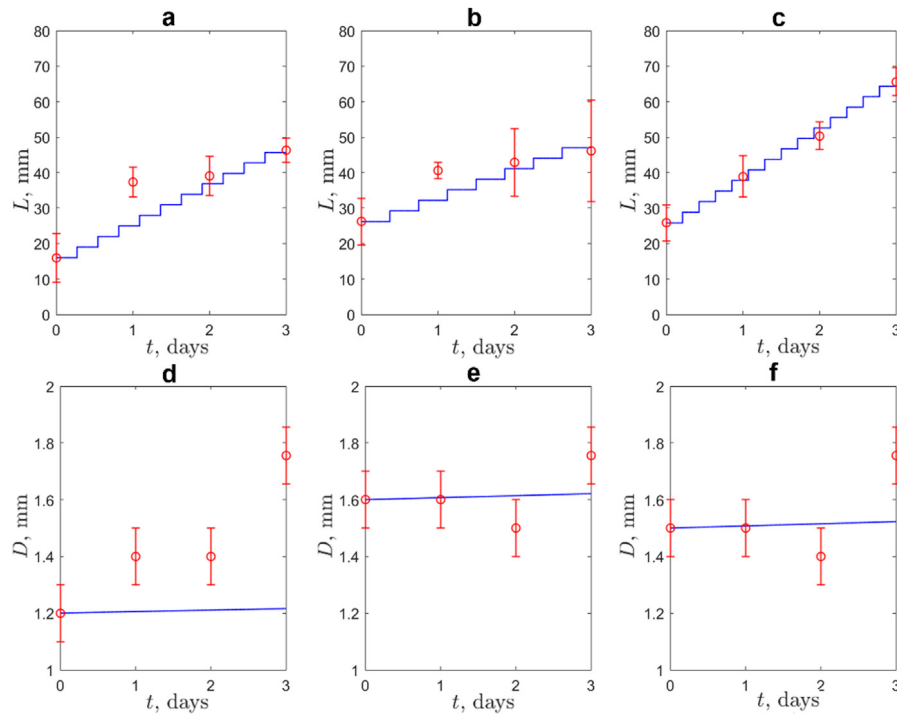 a b c
80 80 80
70 70 70
60 60 60
50 50 50
40 40 40
30 30 30
20 20 20
10 10 10
0 0 0
L, mm L, mm L, mm
0 1 2 3 0 1 2 3 0 1 2 3
t, days t, days t, days
d e f
2 2 2
1.8 1.8 1.8
1.6 1.6 1.6
1.4 1.4 1.4
1.2 1.2 1.2
1 1 1
D, mm D, mm D, mm
0 1 2 3 0 1 2 3 0 1 2 3
t, days t, days t, days